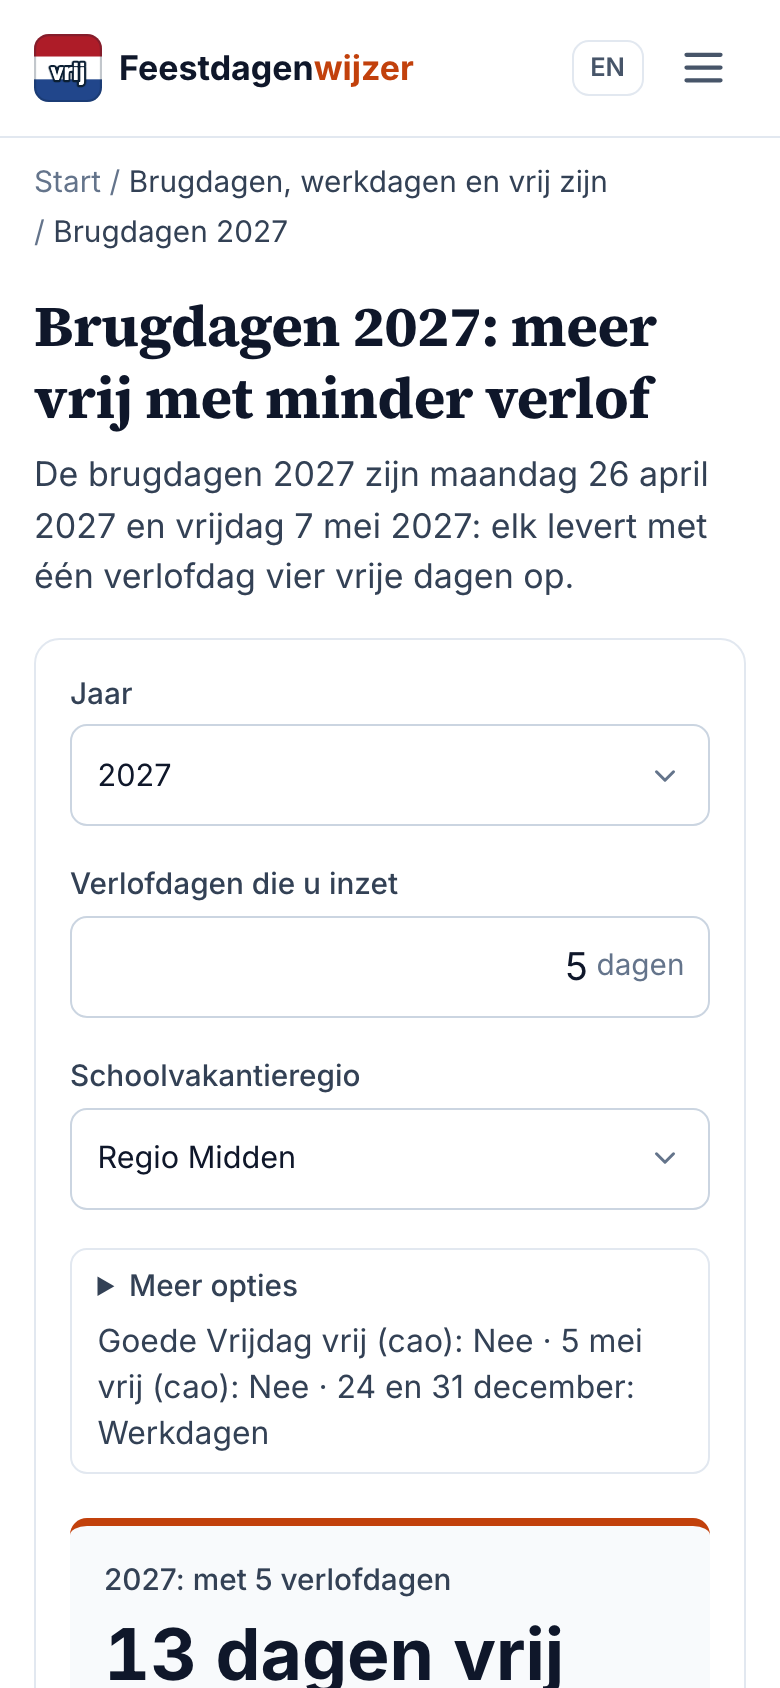 vrij
Feestdagenwijzer
EN
Start / Brugdagen, werkdagen en vrij zijn
/ Brugdagen 2027
Brugdagen 2027: meer
vrij met minder verlof
De brugdagen 2027 zijn maandag 26 april
2027 en vrijdag 7 mei 2027: elk levert met
één verlofdag vier vrije dagen op.
Jaar
2027
Verlofdagen die u inzet
5 dagen
Schoolvakantieregio
Regio Midden
Meer opties
Goede Vrijdag vrij (cao): Nee · 5 mei
vrij (cao): Nee · 24 en 31 december:
Werkdagen
2027: met 5 verlofdagen
13 dagen vrij